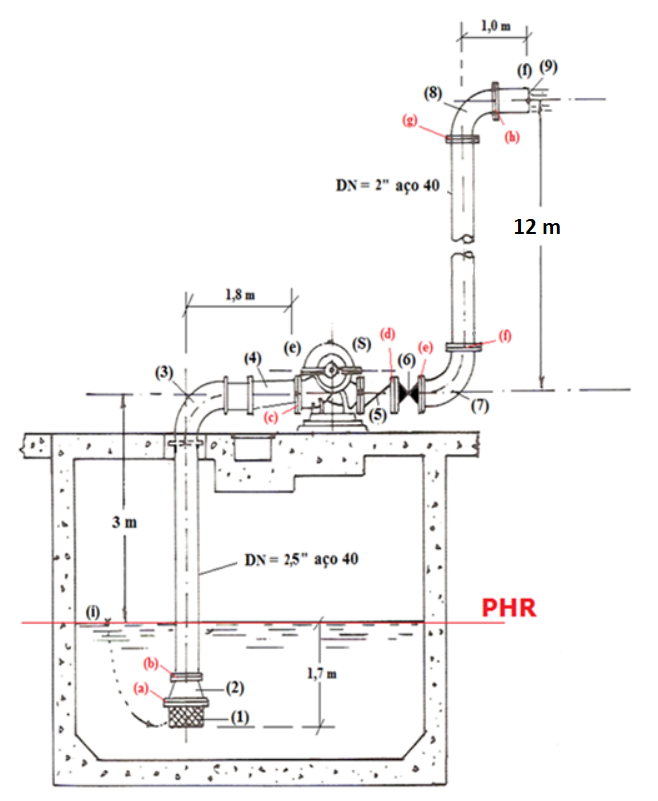 1,0 m
(f) (9)
(8)
(g)
(h)
DN = 2" aço 40
12 m
1,8 m
(e)
(S)
(d)
(6)
(e)
(f)
(3)
(4)
(c)
(5)
(7)
3 m
DN = 2,5" aço 40
(i)
PHR
(b)
(a)
(2)
1,7 m
(1)